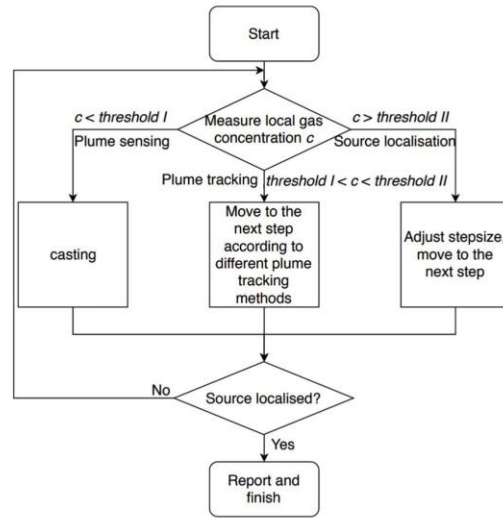 Start
c < threshold I
Plume sensing
Measure local gas
concentration c
c > threshold II
Source localisation
Plume tracking
threshold I < c < threshold II
casting
Move to the
next step
according to
different plume
tracking
methods
Adjust stepsize,
move to the
next step
No
Source localised?
Yes
Report and
finish